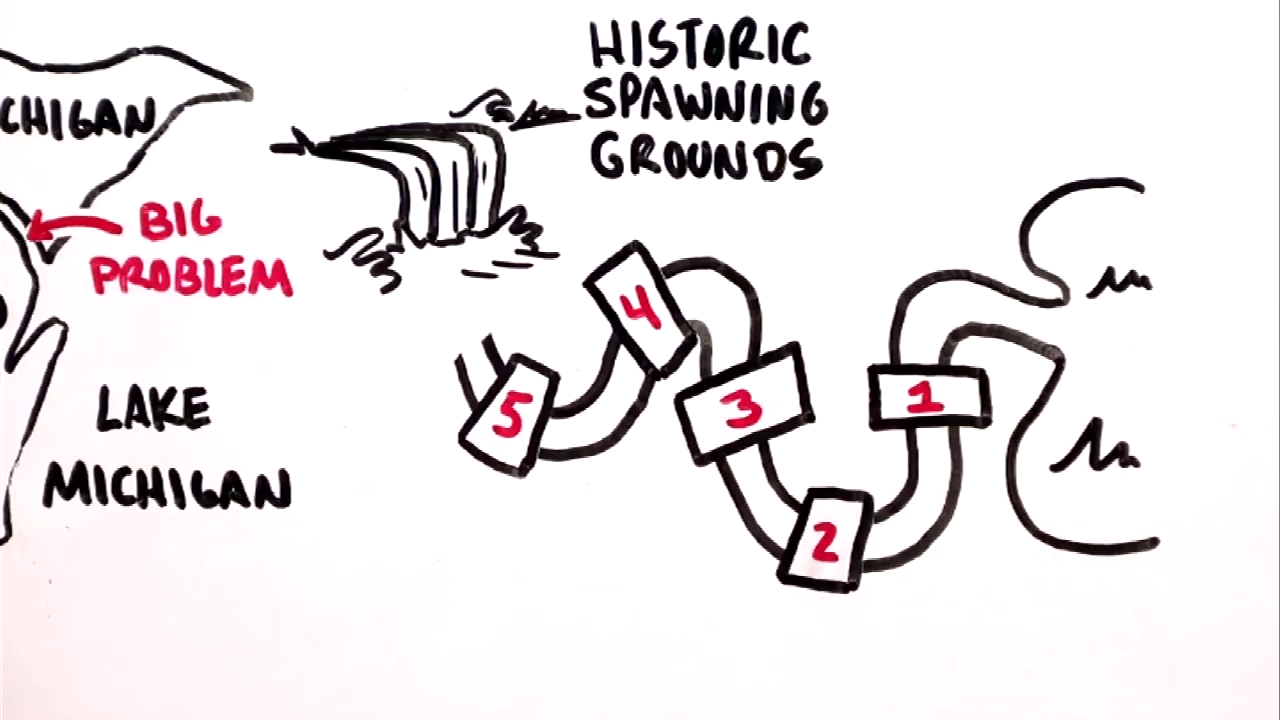 CHIGAN
HISTORIC
SPAWNING
GROUNDS
BIG
PROBLEM
LAKE
MICHIGAN
4
5
3
1
2